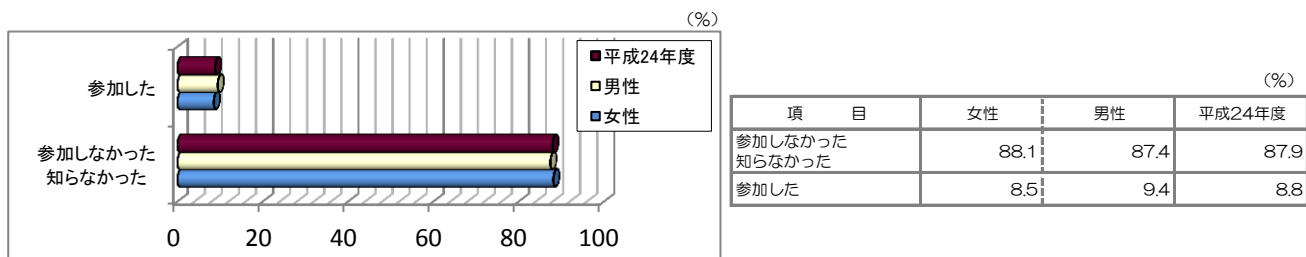 (%)
平成24年度
男性
女性
参加した
参加しなかった
知らなかった
0 20 40 60 80 100
(%)
項 目 女性 男性 平成24年度
参加しなかった
知らなかった 88.1 87.4 87.9
参加した 8.5 9.4 8.8